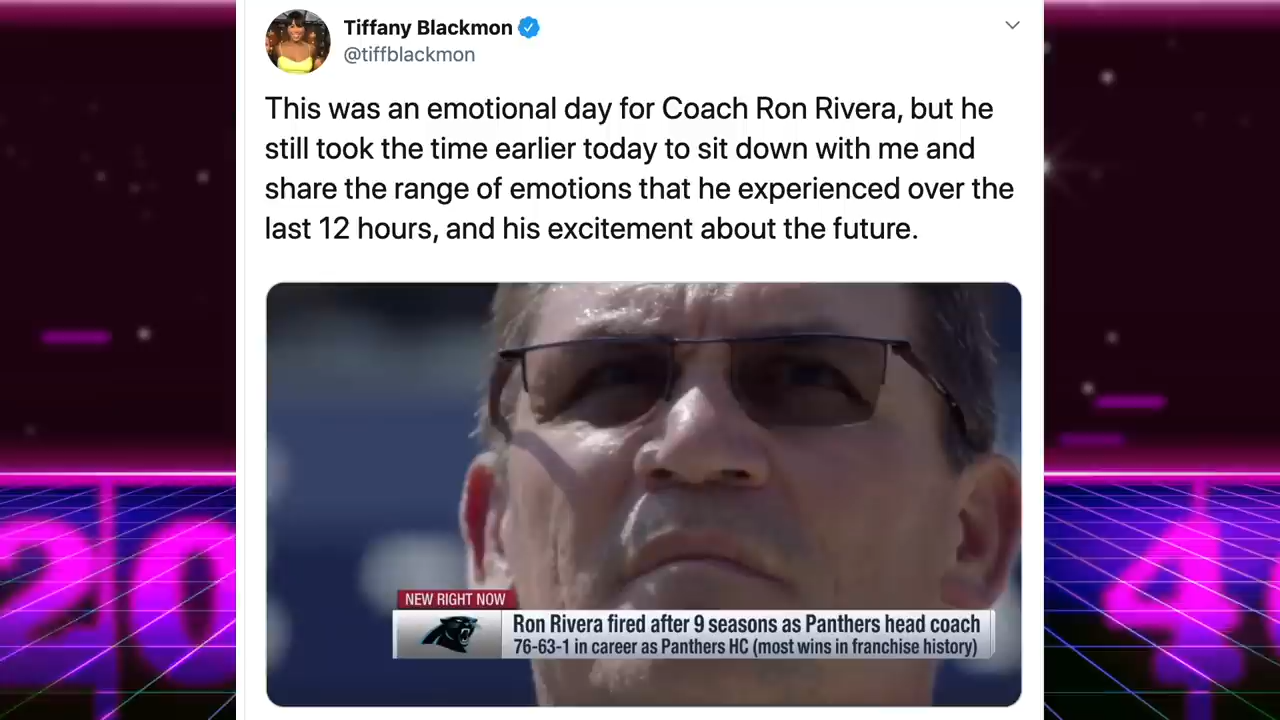 Tiffany Blackmon
@tiffblackmon
This was an emotional day for Coach Ron Rivera, but he
still took the time earlier today to sit down with me and
share the range of emotions that he experienced over the
last 12 hours, and his excitement about the future.
NEW RIGHT NOW
Ron Rivera fired after 9 seasons as Panthers head coach
76-63-1 in career as Panthers HC (most wins in franchise history)
20
4